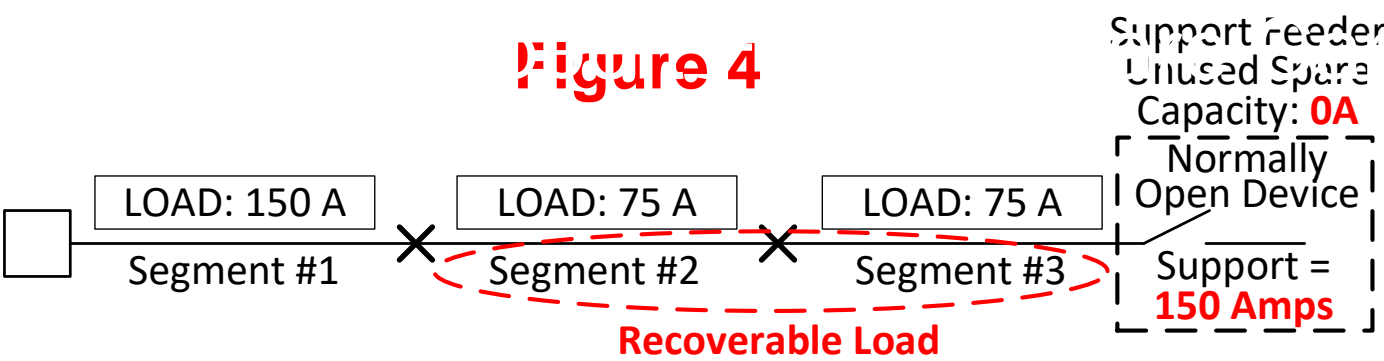 Figure 4
Support Feeder
Unused Spare
Capacity: 0A
Normally
Open Device
LOAD: 150 A
LOAD: 75 A
LOAD: 75 A
Segment #1
Segment #2
Segment #3
Support =
150 Amps
Recoverable Load